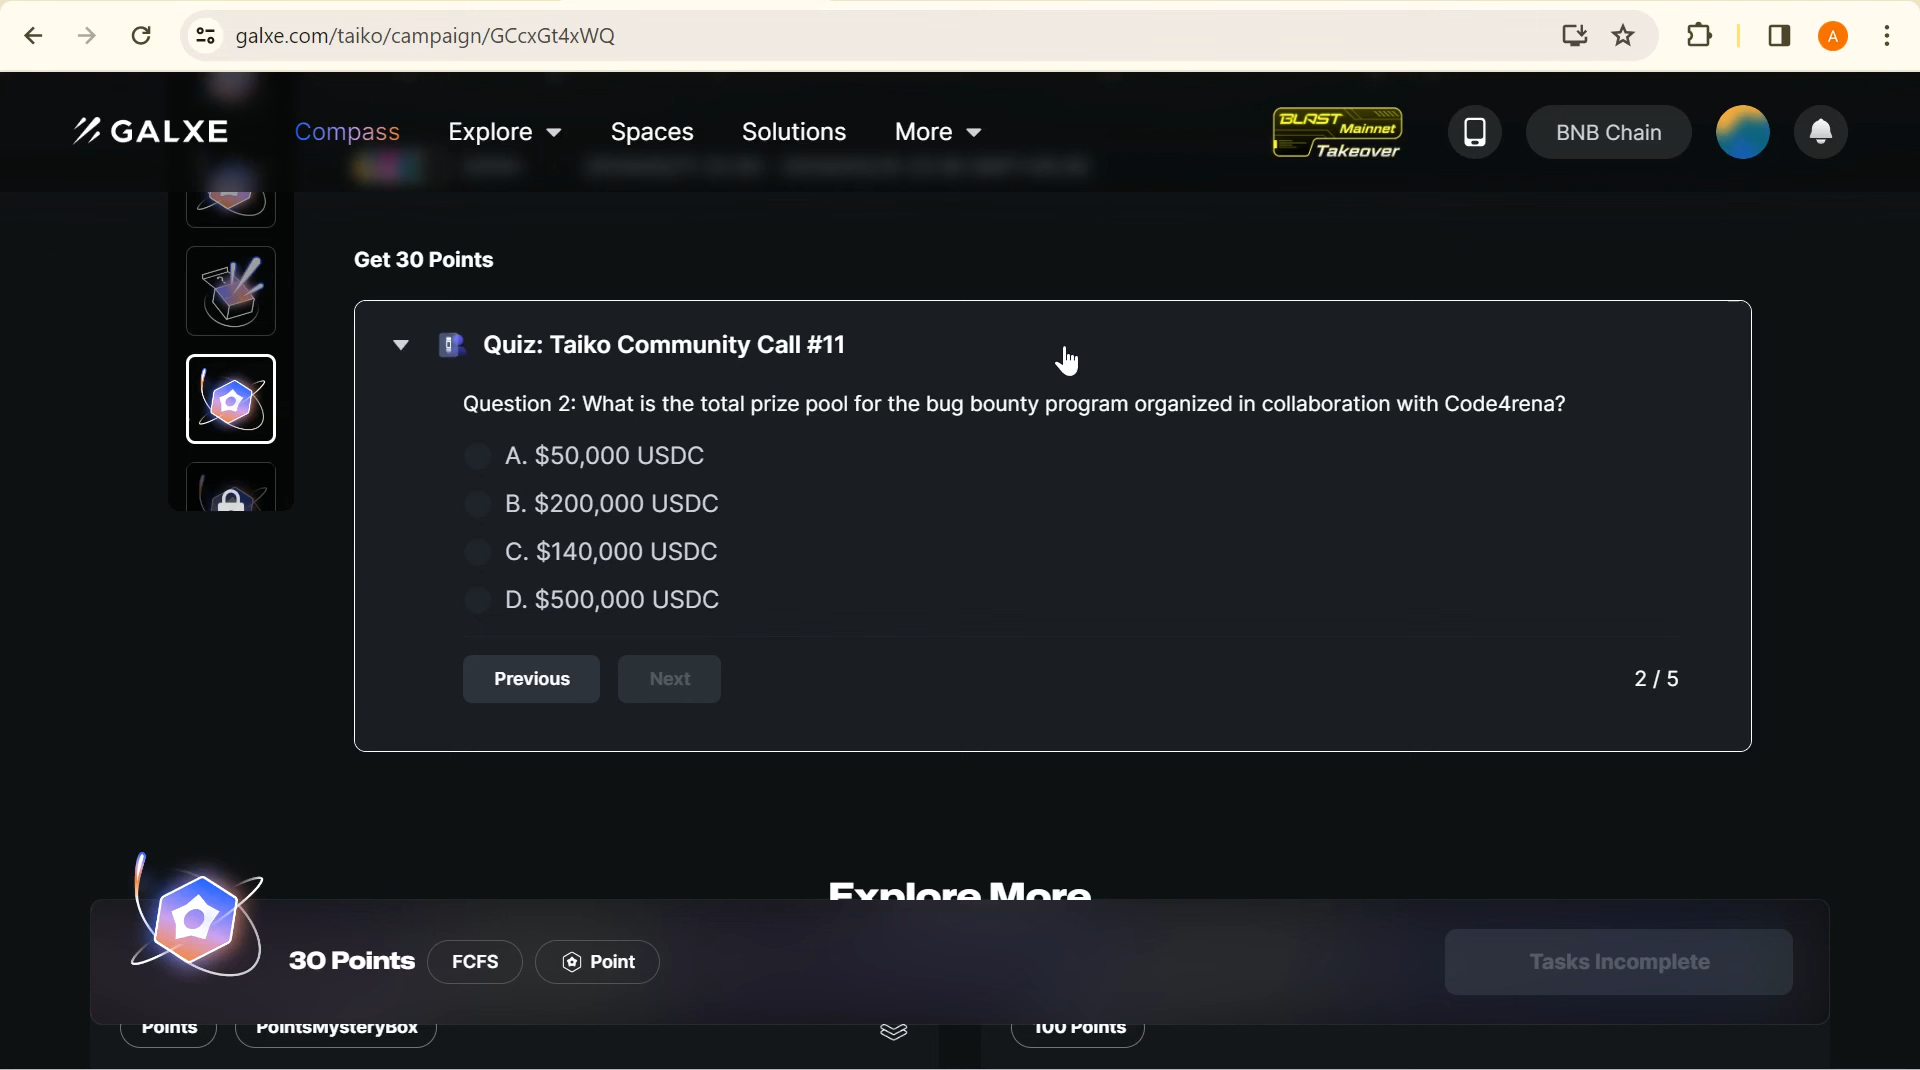 galxe.com/taiko/campaign/GCcxGt4xWQ
A
GALXE
Compass
Explore
Spaces
Solutions
More
BLAST
Mainnet
Takeover
BNB Chain
Get 30 Points
Quiz: Taiko Community Call #11
Question 2: What is the total prize pool for the bug bounty program organized in collaboration with Code4rena?
A. $50,000 USDC
B. $200,000 USDC
C. $140,000 USDC
D. $500,000 USDC
Previous
Next
2 / 5
Explore More
30 Points
FCFS
Point
Tasks Incomplete
Points
PointsMysteryBox
100 Points